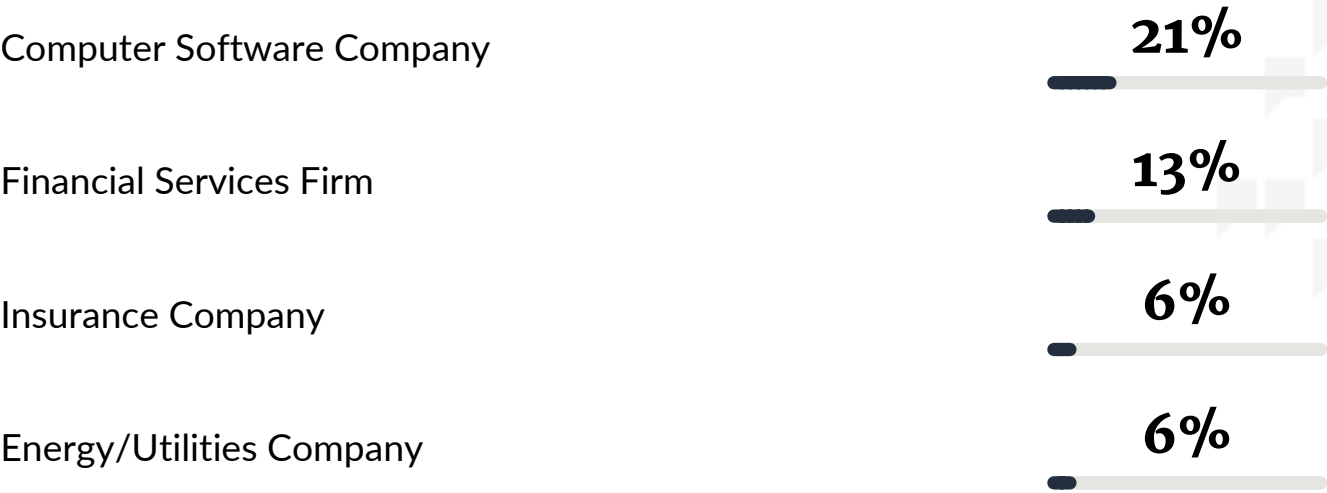 Computer Software Company 21%
Financial Services Firm 13%
Insurance Company 6%
Energy/Utilities Company 6%